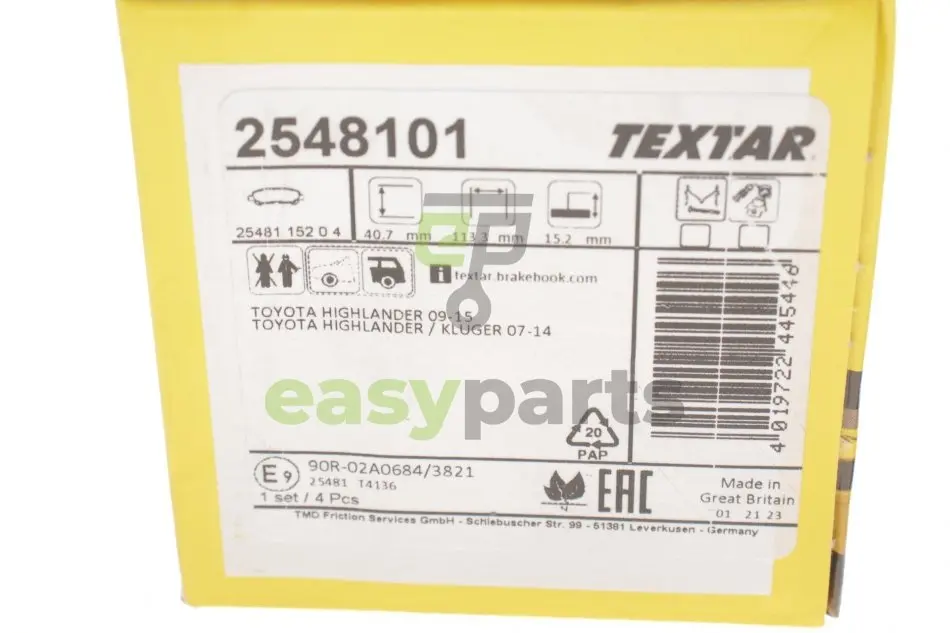 2548101
TEXTAR
25481 152 0 4
40.7 mm
113.3 mm
15.2 mm
i textar.brakebook.com
TOYOTA HIGHLANDER 09-15
TOYOTA HIGHLANDER / KLUGER 07-14
4 019722 445446
easyparts
20
PAP
E9
90R-02A0684/3821
25481 T4136
1 set / 4 Pcs
EAC
Made in
Great Britain
01 21 23
TMD Friction Services GmbH - Schlebuscher Str. 99 - 51381 Leverkusen - Germany